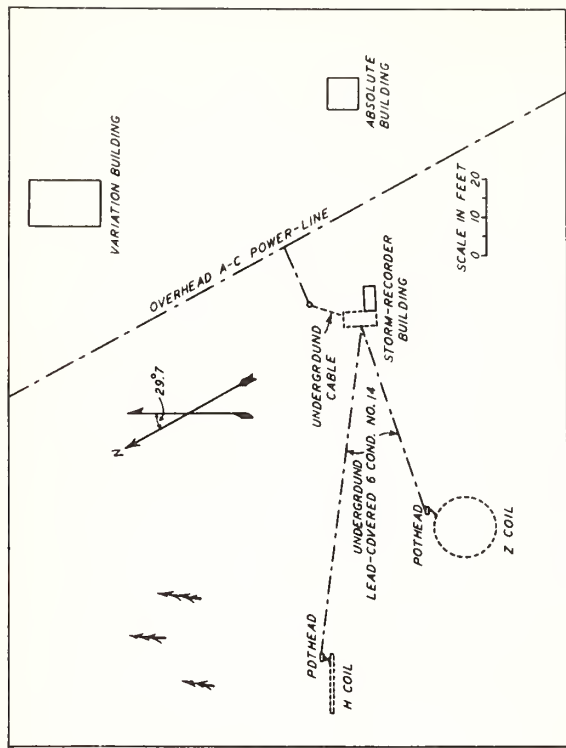 VARIATION BUILDING
ABSOLUTE
BUILDING
OVERHEAD A-C POWER-LINE
29°.7
N
UNDERGROUND
CABLE
STORM-RECORDER
BUILDING
SCALE IN FEET
0 10 20
UNDERGROUND
LEAD-COVERED 6 COND. NO. 14
POTHEAD
H COIL
POTHEAD
Z COIL